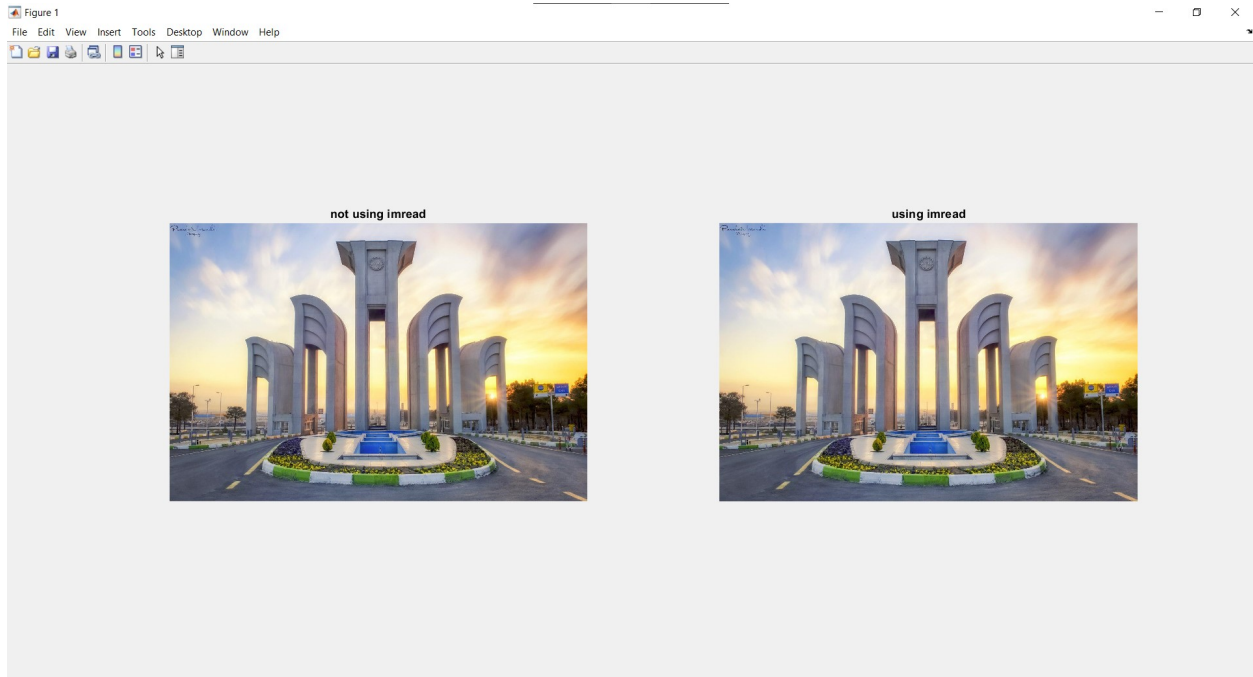 Figure 1
File Edit View Insert Tools Desktop Window Help
not using imread
using imread